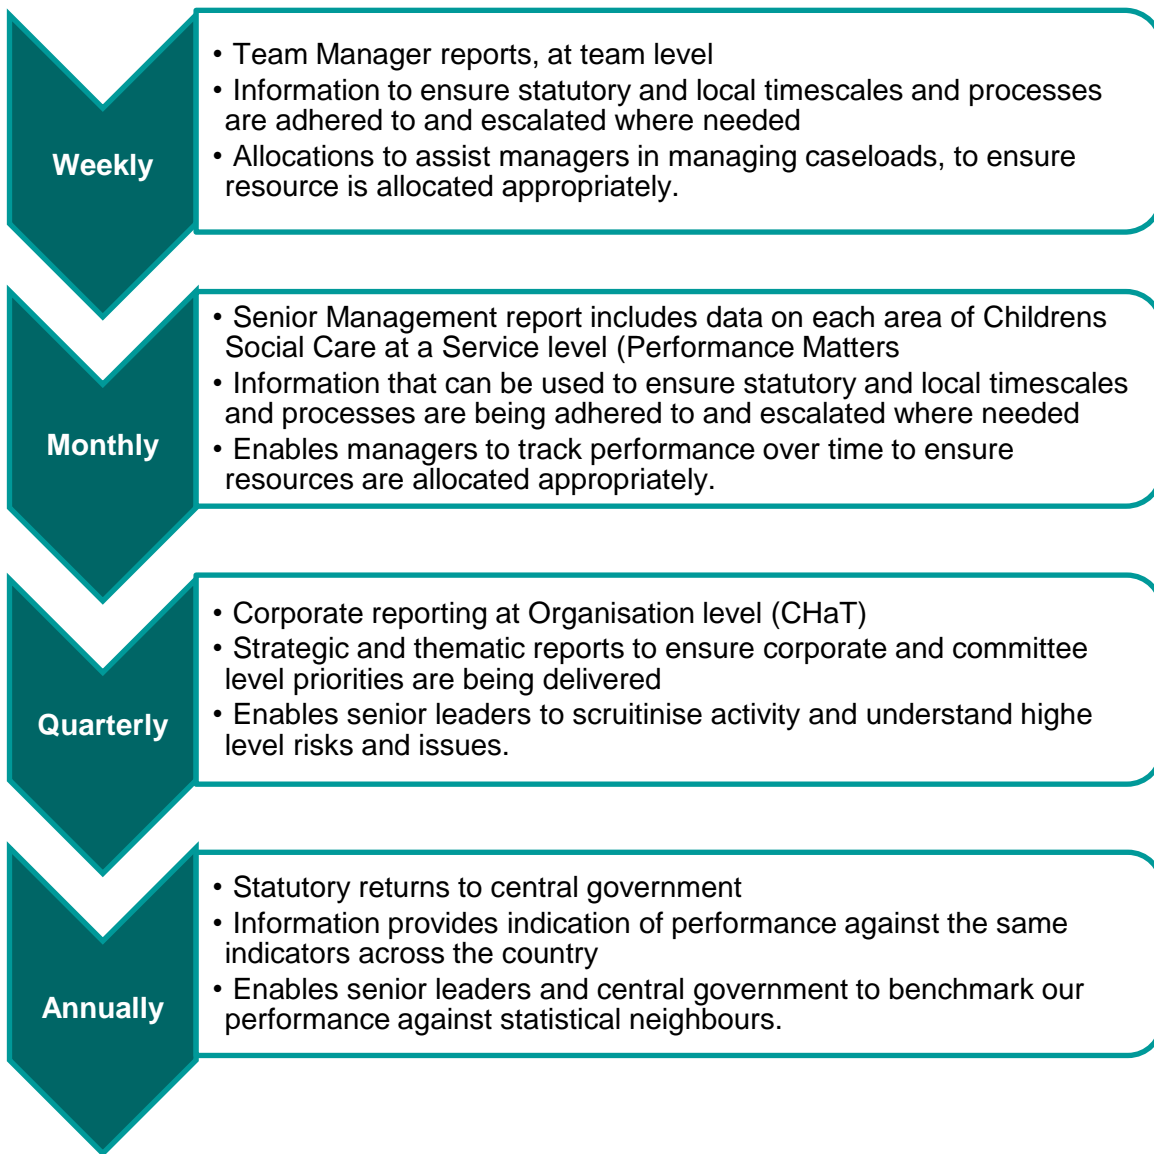 Weekly
• Team Manager reports, at team level
• Information to ensure statutory and local timescales and processes
are adhered to and escalated where needed
• Allocations to assist managers in managing caseloads, to ensure
resource is allocated appropriately.
Monthly
• Senior Management report includes data on each area of Childrens
Social Care at a Service level (Performance Matters
• Information that can be used to ensure statutory and local timescales
and processes are being adhered to and escalated where needed
• Enables managers to track performance over time to ensure
resources are allocated appropriately.
Quarterly
• Corporate reporting at Organisation level (CHaT)
• Strategic and thematic reports to ensure corporate and committee
level priorities are being delivered
• Enables senior leaders to scruitinise activity and understand highe
level risks and issues.
Annually
• Statutory returns to central government
• Information provides indication of performance against the same
indicators across the country
• Enables senior leaders and central government to benchmark our
performance against statistical neighbours.